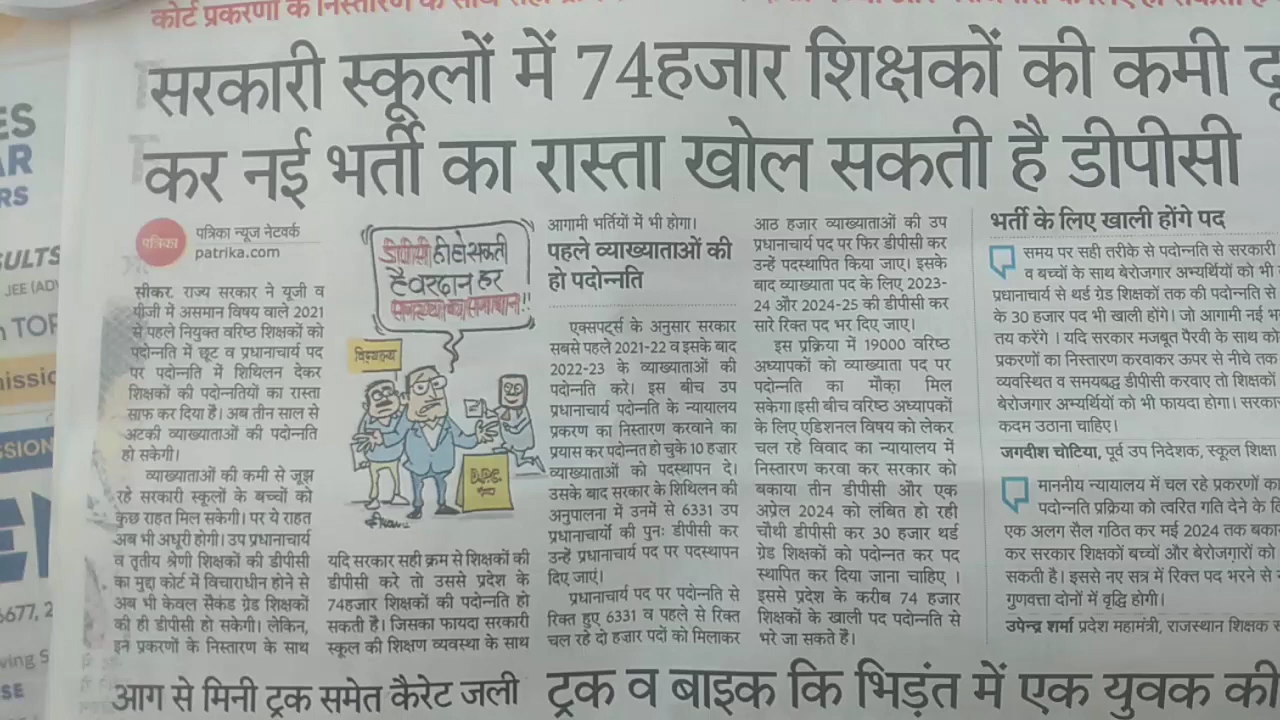 कोर्ट प्रकरणों के निस्तारण के साथ
सरकारी स्कूलों में 74हजार शिक्षकों की कमी
कर नई भर्ती का रास्ता खोल सकती है डीपीसी
पत्रिका
पत्रिका न्यूज नेटवर्क
patrika.com
सीकर. राज्य सरकार ने यूजी व
पीजी में असमान विषय वाले 2021
से पहले नियुक्त वरिष्ठ शिक्षकों को
पदोन्नति में छूट व प्रधानाचार्य पद
पर पदोन्नति में शिथिलन देकर
शिक्षकों की पदोन्नतियों का रास्ता
साफ कर दिया है। अब तीन साल से
अटकी व्याख्याताओं की पदोन्नति
हो सकेगी।
व्याख्याताओं की कमी से जूझ
रहे सरकारी स्कूलों के बच्चों को
कुछ राहत मिल सकेगी। पर ये राहत
अब भी अधूरी होगी। उप प्रधानाचार्य
व तृतीय श्रेणी शिक्षकों की डीपीसी
का मुद्दा कोर्ट में विचाराधीन होने से
अब भी केवल सैकंड ग्रेड शिक्षकों
की ही डीपीसी हो सकेगी। लेकिन,
इन प्रकरणों के निस्तारण के साथ
डीपीसी ही हो सकती
है वरदान हर
समस्या का समाधान!!
विद्यालय
D.P.C.
यदि सरकार सही क्रम से शिक्षकों की
डीपीसी करे तो उससे प्रदेश के
74हजार शिक्षकों की पदोन्नति हो
सकती है। जिसका फायदा सरकारी
स्कूल की शिक्षण व्यवस्था के साथ
आगामी भर्तियों में भी होगा।
पहले व्याख्याताओं की
हो पदोन्नति
एक्सपर्ट्स के अनुसार सरकार
सबसे पहले 2021-22 व इसके बाद
2022-23 के व्याख्याताओं की
पदोन्नति करे। इस बीच उप
प्रधानाचार्य पदोन्नति के न्यायालय
प्रकरण का निस्तारण करवाने का
प्रयास कर पदोन्नत हो चुके 10 हजार
व्याख्याताओं को पदस्थापन दे।
उसके बाद सरकार के शिथिलन की
अनुपालना में उनमें से 6331 उप
प्रधानाचार्यों की पुनः डीपीसी कर
उन्हें प्रधानाचार्य पद पर पदस्थापन
दिए जाएं।
प्रधानाचार्य पद पर पदोन्नति से
रिक्त हुए 6331 व पहले से रिक्त
चल रहे दो हजार पदों को मिलाकर
आठ हजार व्याख्याताओं की उप
प्रधानाचार्य पद पर फिर डीपीसी कर
उन्हें पदस्थापित किया जाए। इसके
बाद व्याख्याता पद के लिए 2023-
24 और 2024-25 की डीपीसी कर
सारे रिक्त पद भर दिए जाए।
इस प्रक्रिया में 19000 वरिष्ठ
अध्यापकों को व्याख्याता पद पर
पदोन्नति का मौका मिल
सकेगा।इसी बीच वरिष्ठ अध्यापकों
के लिए एडिशनल विषय को लेकर
चल रहे विवाद का न्यायालय में
निस्तारण करवा कर सरकार को
बकाया तीन डीपीसी और एक
अप्रेल 2024 को लंबित हो रही
चौथी डीपीसी कर 30 हजार थर्ड
ग्रेड शिक्षकों को पदोन्नत कर पद
स्थापित कर दिया जाना चाहिए ।
इससे प्रदेश के करीब 74 हजार
शिक्षकों के खाली पद पदोन्नति से
भरे जा सकते है।
भर्ती के लिए खाली होंगे पद
समय पर सही तरीके से पदोन्नति से सरकारी
व बच्चों के साथ बेरोजगार अभ्यर्थियों को भी
प्रधानाचार्य से थर्ड ग्रेड शिक्षकों तक की पदोन्नति से
के 30 हजार पद भी खाली होंगे। जो आगामी नई
तय करेंगे । यदि सरकार मजबूत पैरवी के साथ
प्रकरणों का निस्तारण करवाकर ऊपर से नीचे तक
व्यवस्थित व समयबद्ध डीपीसी करवाए तो शिक्षकों
बेरोजगार अभ्यर्थियों को भी फायदा होगा। सरकार
कदम उठाना चाहिए।
जगदीश चोटिया, पूर्व उप निदेशक, स्कूल शिक्षा
माननीय न्यायालय में चल रहे प्रकरणों का
पदोन्नति प्रक्रिया को त्वरित गति देने के
एक अलग सैल गठित कर मई 2024 तक
कर सरकार शिक्षकों बच्चों और बेरोजगारों को
सकती है। इससे नए सत्र में रिक्त पद भरने से
गुणवत्ता दोनों में वृद्धि होगी।
उपेन्द्र शर्मा प्रदेश महामंत्री, राजस्थान शिक्षक
आग से मिनी ट्रक समेत कैरेट जली
ट्रक व बाइक कि भिड़ंत में एक युवक की